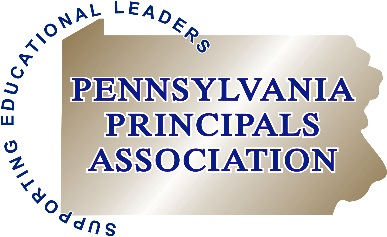 SUPPORTING EDUCATIONAL LEADERS
PENNSYLVANIA
PRINCIPALS
ASSOCIATION